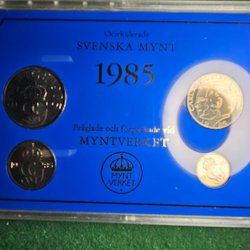 Ocirkulerade
SVENSKA MYNT
1985
Präglade och förpackade vid
MYNTVERKET
MYNT
VERKET